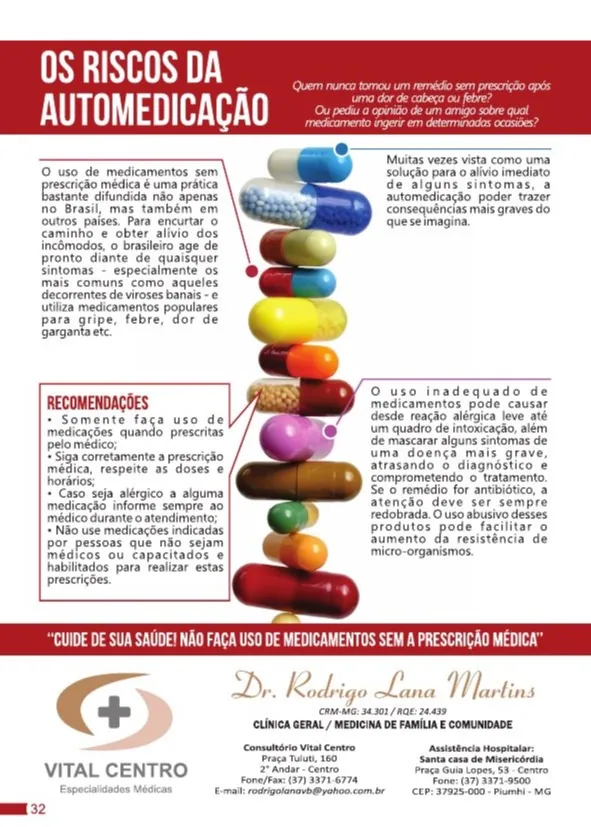 OS RISCOS DA
AUTOMEDICAÇÃO
Quem nunca tomou um remédio sem prescrição após
uma dor de cabeça ou febre?
Ou pediu a opinião de um amigo sobre qual
medicamento ingerir em determinadas ocasiões?
O uso de medicamentos sem
prescrição médica é uma prática
bastante difundida não apenas
no Brasil, mas também em
outros países. Para encurtar o
caminho e obter alívio dos
incômodos, o brasileiro age de
pronto diante de quaisquer
sintomas - especialmente os
mais comuns como aqueles
decorrentes de viroses banais - e
utiliza medicamentos populares
para gripe, febre, dor de
garganta etc.
Muitas vezes vista como uma
solução para o alívio imediato
de alguns sintomas, a
automedicação poder trazer
consequências mais graves do
que se imagina.
RECOMENDAÇÕES
• Somente faça uso de
medicações quando prescritas
pelo médico;
• Siga corretamente a prescrição
médica, respeite as doses e
horários;
• Caso seja alérgico a alguma
medicação informe sempre ao
médico durante o atendimento;
• Não use medicações indicadas
por pessoas que não sejam
médicos ou capacitados e
habilitados para realizar estas
prescrições.
O uso inadequado de
medicamentos pode causar
desde reação alérgica leve até
um quadro de intoxicação, além
de mascarar alguns sintomas de
uma doença mais grave,
atrasando o diagnóstico e
comprometendo o tratamento.
Se o remédio for antibiótico, a
atenção deve ser sempre
redobrada. O uso abusivo desses
produtos pode facilitar o
aumento da resistência de
micro-organismos.
“CUIDE DE SUA SAÚDE! NÃO FAÇA USO DE MEDICAMENTOS SEM A PRESCRIÇÃO MÉDICA”
VITAL CENTRO
Especialidades Médicas
Dr. Rodrigo Lana Martins
CRM-MG: 34.301 / RQE: 24.439
CLÍNICA GERAL / MEDICINA DE FAMÍLIA E COMUNIDADE
Consultório Vital Centro
Praça Tuluti, 160
2° Andar - Centro
Fone/Fax: (37) 3371-6774
E-mail: rodrigolanavb@yahoo.com.br
Assistência Hospitalar:
Santa casa de Misericórdia
Praça Guia Lopes, 53 - Centro
Fone: (37) 3371-9500
CEP: 37925-000 - Piumhi - MG
32